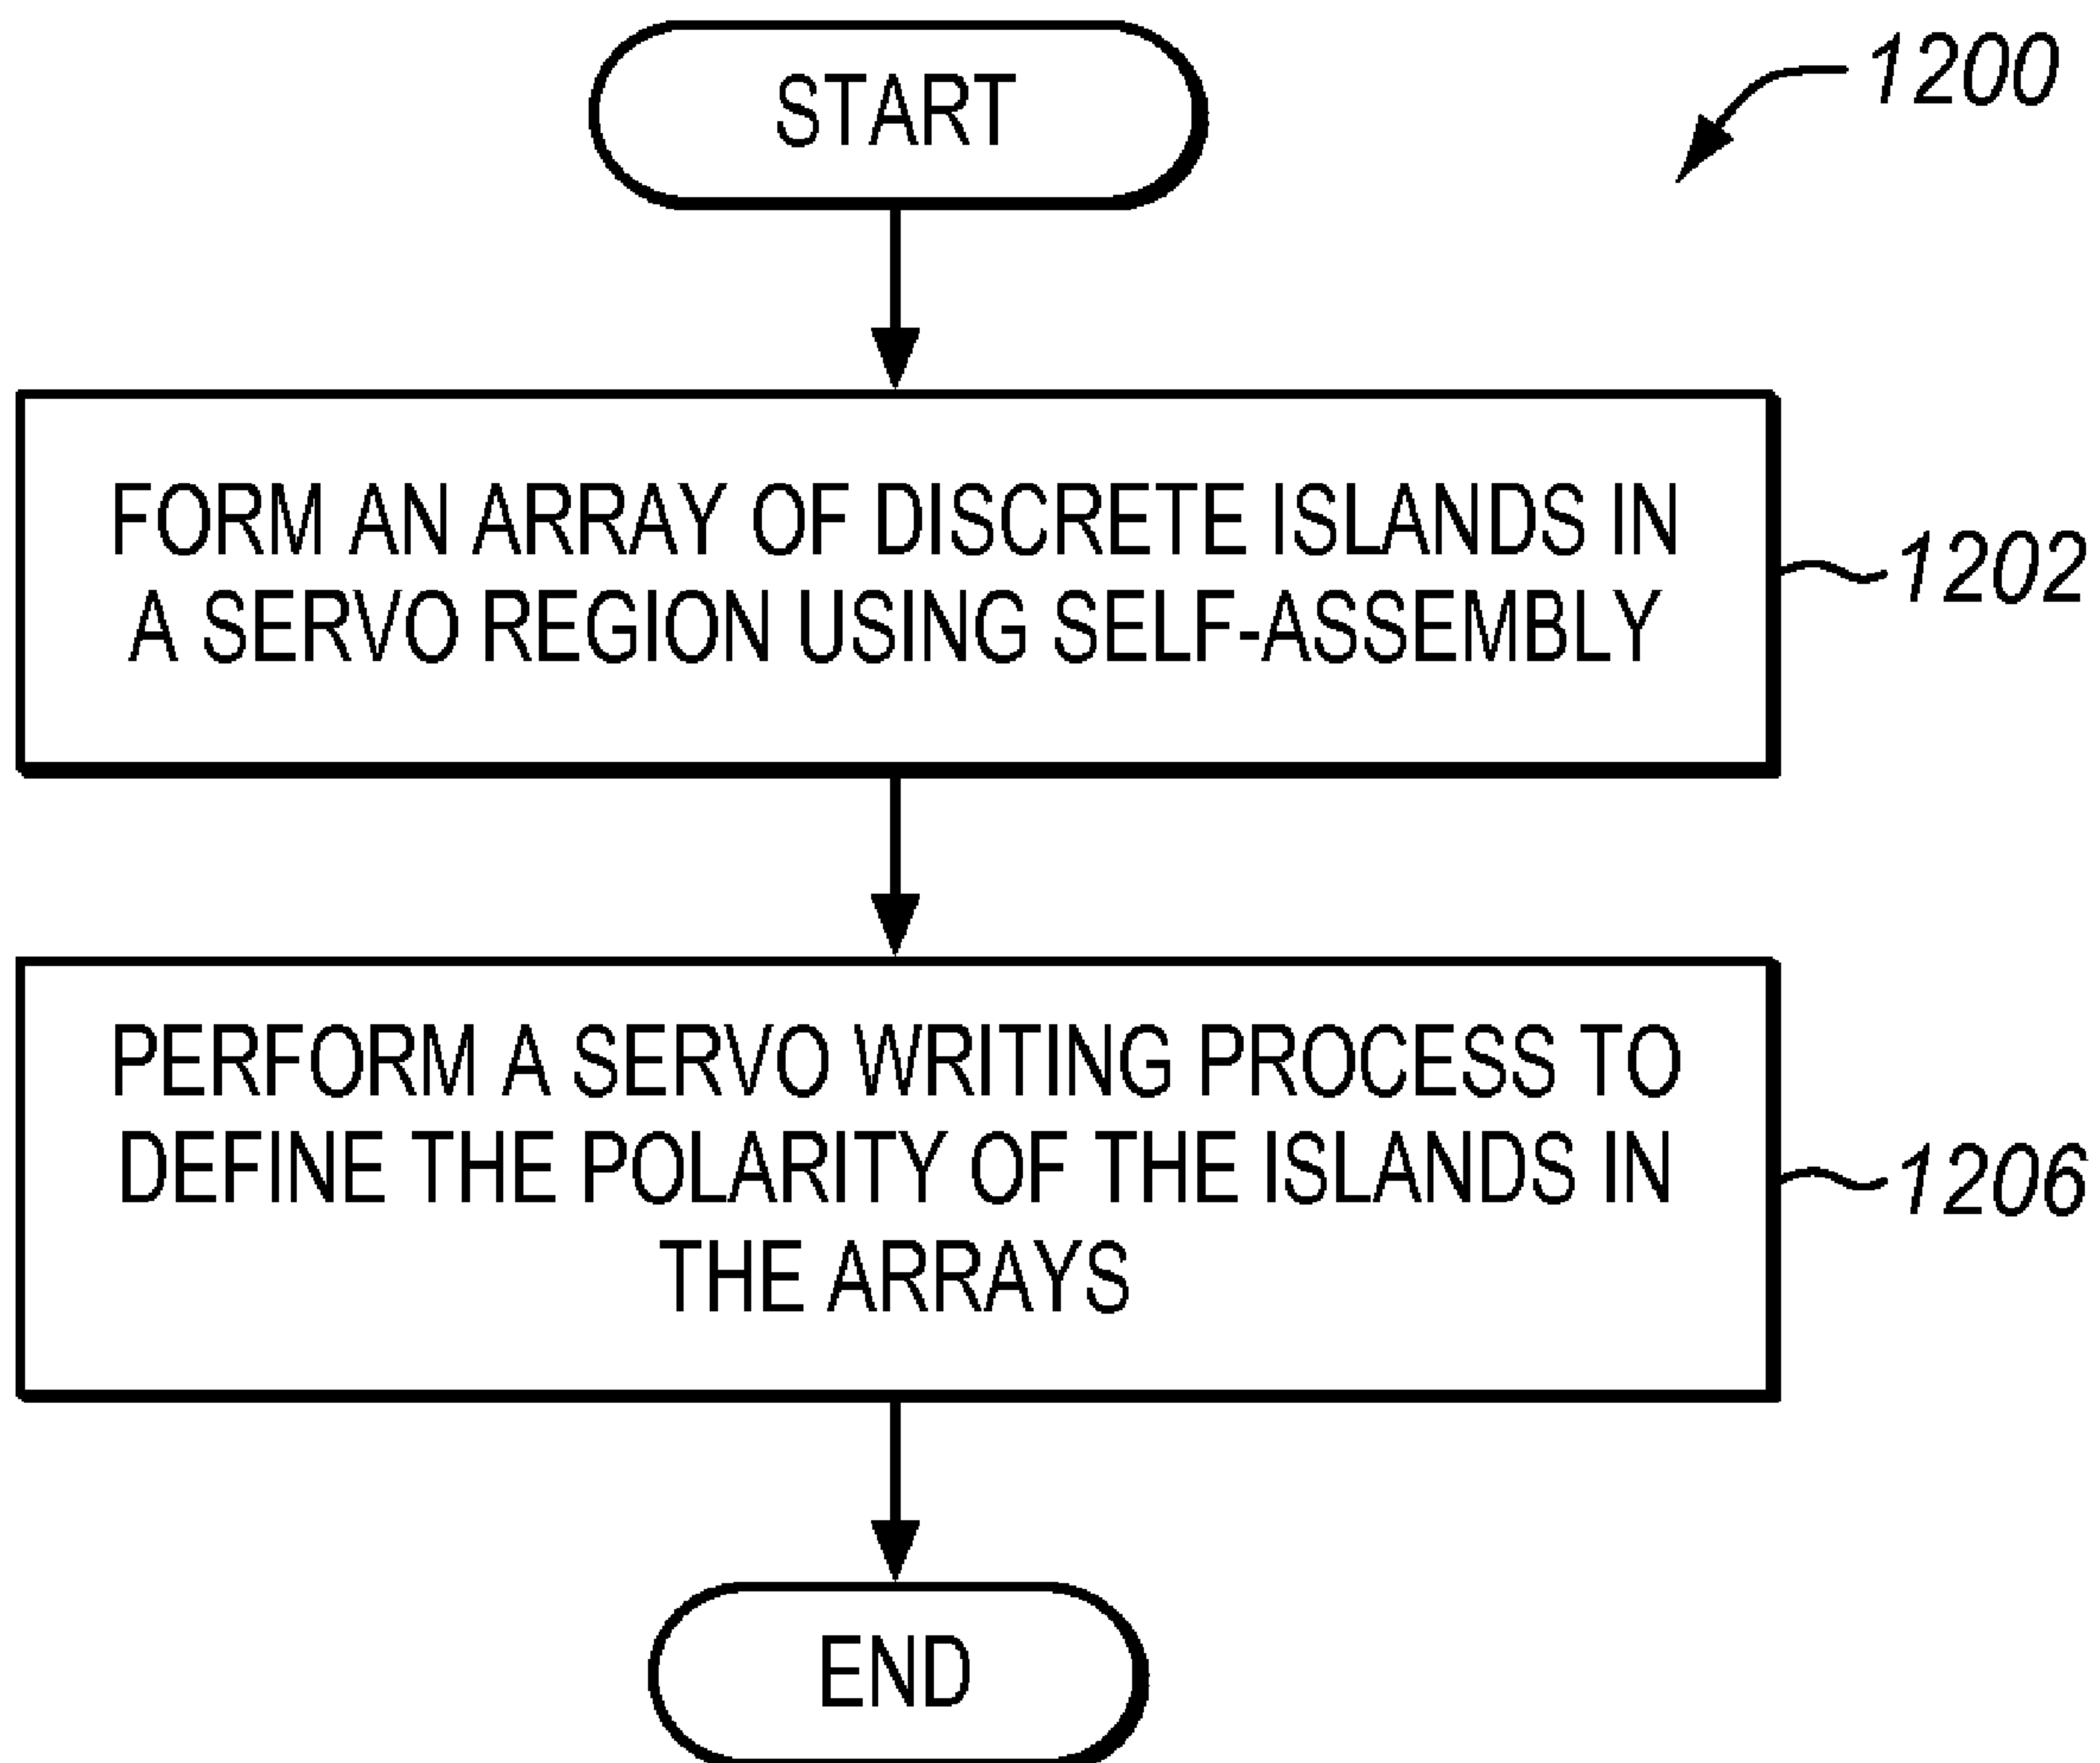 START
1200
FORM AN ARRAY OF DISCRETE ISLANDS IN
A SERVO REGION USING SELF-ASSEMBLY
1202
PERFORM A SERVO WRITING PROCESS TO
DEFINE THE POLARITY OF THE ISLANDS IN
THE ARRAYS
1206
END